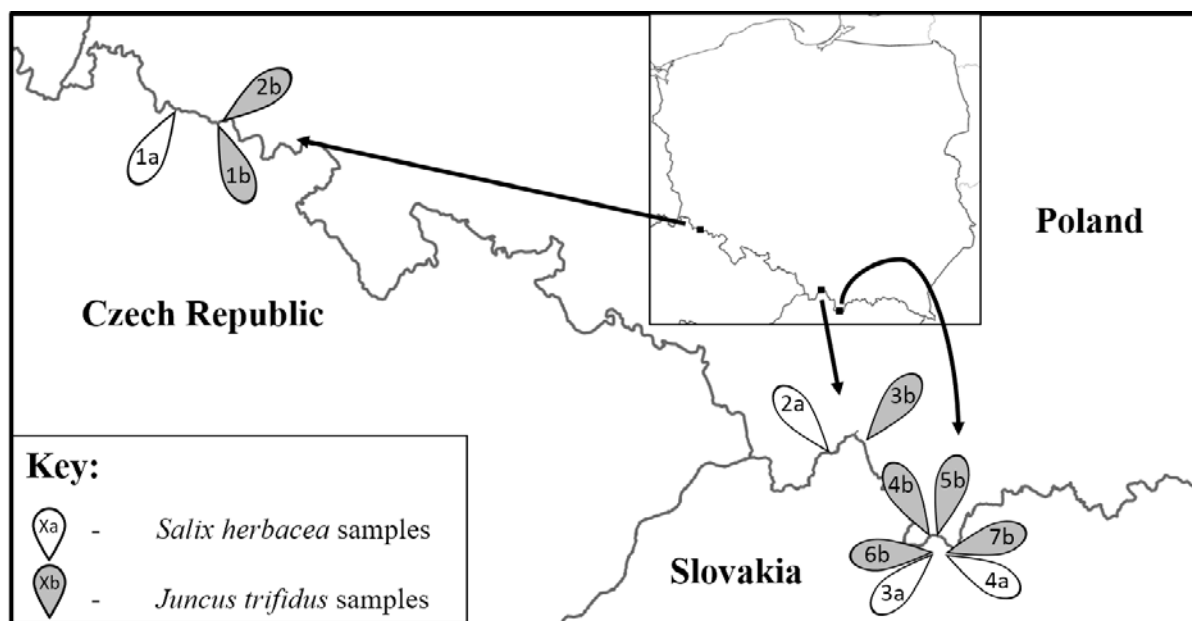 2b
1a
1b
Poland
Czech Republic
2a
3b
4b
5b
6b
7b
3a
4a
Slovakia
Key:
Xa - Salix herbacea samples
Xb - Juncus trifidus samples